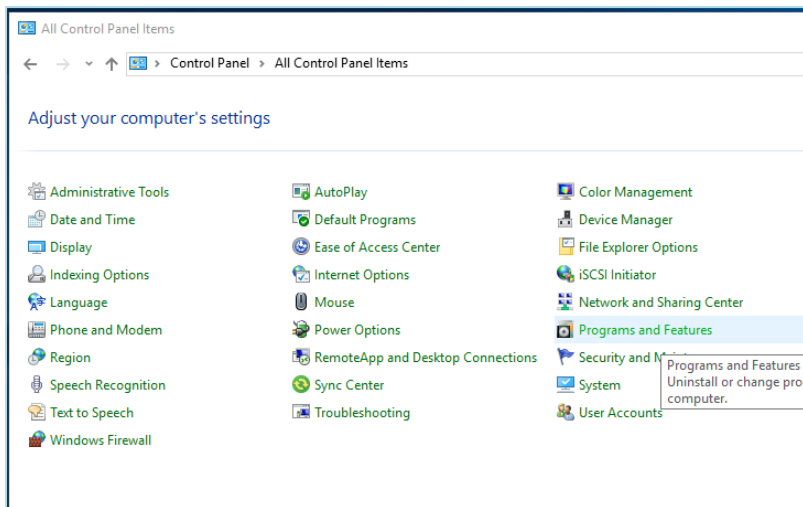 All Control Panel Items
Control Panel > All Control Panel Items
Adjust your computer's settings
Administrative Tools
AutoPlay
Color Management
Date and Time
Default Programs
Device Manager
Display
Ease of Access Center
File Explorer Options
Indexing Options
Internet Options
iSCSI Initiator
Language
Mouse
Network and Sharing Center
Phone and Modem
Power Options
Programs and Features
Region
RemoteApp and Desktop Connections
Security and
Programs and Features
Speech Recognition
Sync Center
System
Uninstall or change pro
computer.
Text to Speech
Troubleshooting
User Accounts
Windows Firewall